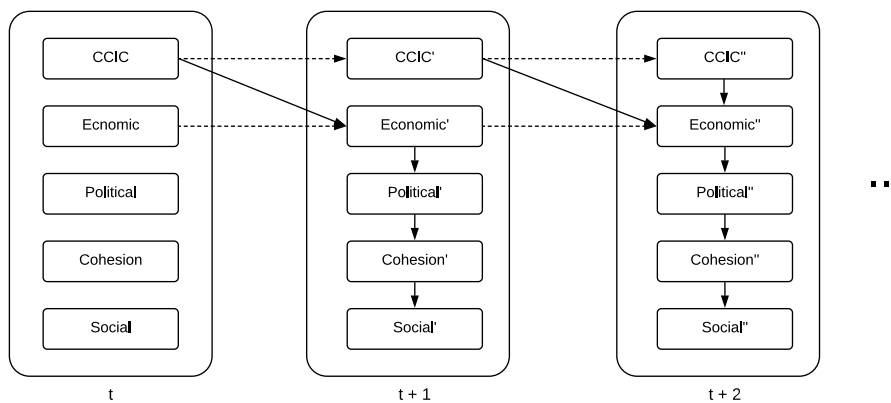 CCIC
Ecnomic
Political
Cohesion
Social
t
CCIC'
Economic'
Political'
Cohesion'
Social'
t + 1
CCIC''
Economic''
Political''
Cohesion''
Social''
t + 2
..